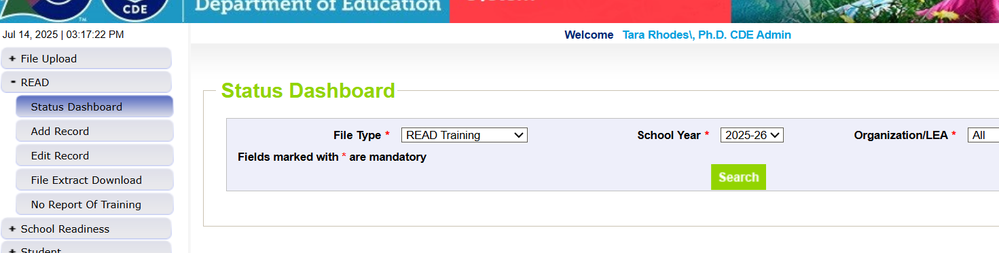 CDE
TM
Department of Education
Jul 14, 2025 | 03:17:22 PM
Welcome Tara Rhodes\, Ph.D. CDE Admin
+ File Upload
- READ
Status Dashboard
Add Record
Edit Record
File Extract Download
No Report Of Training
+ School Readiness
+ Student
Status Dashboard
File Type * READ Training School Year * 2025-26 Organization/LEA * All
Fields marked with * are mandatory
Search